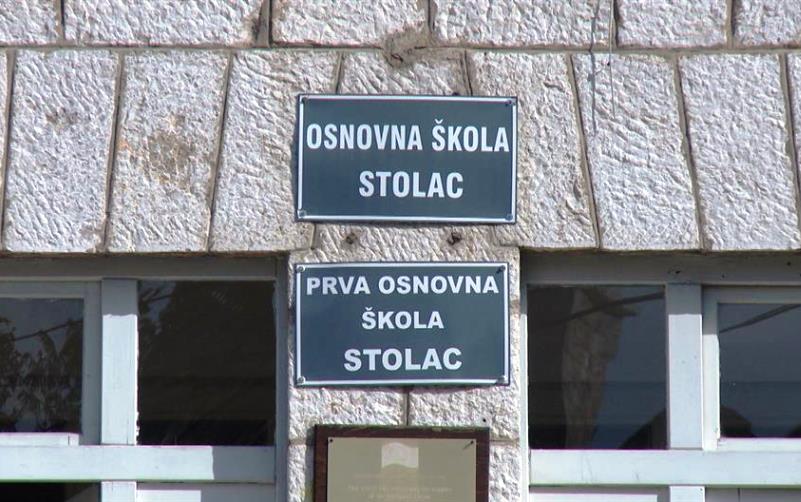 OSNOVNA ŠKOLA
STOLAC
PRVA OSNOVNA
ŠKOLA
STOLAC